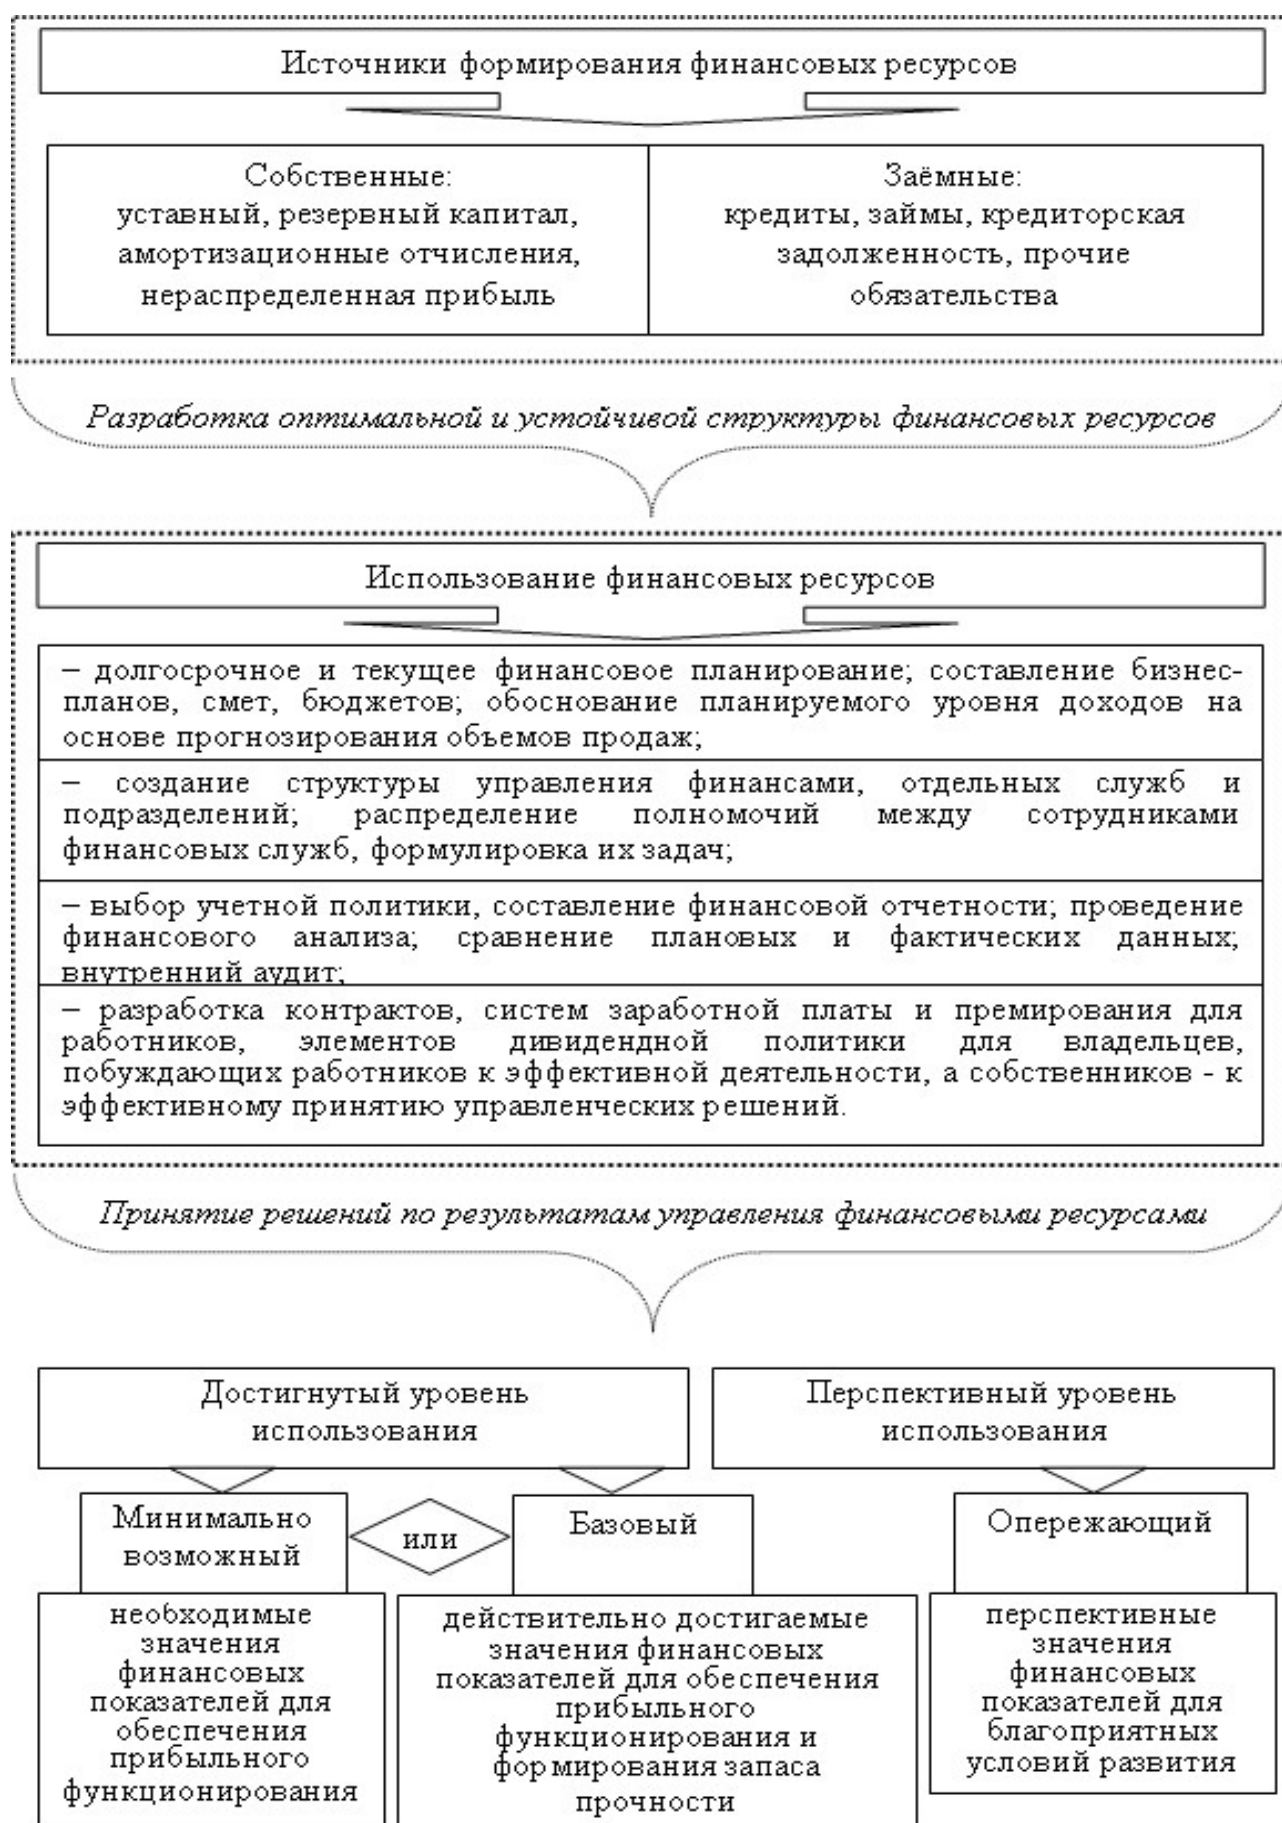 Источники формирования финансовых ресурсов
Собственные:
уставный, резервный капитал,
амортизационные отчисления,
нераспределенная прибыль
Заёмные:
кредиты, займы, кредиторская
задолженность, прочие
обязательства
Разработка оптимальной и устойчивой структуры финансовых ресурсов
Использование финансовых ресурсов
– долгосрочное и текущее финансовое планирование; составление бизнес-
планов, смет, бюджетов; обоснование планируемого уровня доходов на
основе прогнозирования объемов продаж;
– создание структуры управления финансами, отдельных служб и
подразделений; распределение полномочий между сотрудниками
финансовых служб, формулировка их задач;
– выбор учетной политики, составление финансовой отчетности; проведение
финансового анализа; сравнение плановых и фактических данных;
внутренний аудит;
– разработка контрактов, систем заработной платы и премирования для
работников, элементов дивидендной политики для владельцев,
побуждающих работников к эффективной деятельности, а собственников - к
эффективному принятию управленческих решений.
Принятие решений по результатам управления финансовыми ресурсами
Достигнутый уровень
использования
Перспективный уровень
использования
Минимально
возможный
или
Базовый
Опережающий
необходимые
значения
финансовых
показателей для
обеспечения
прибыльного
функционирования
действительно достигаемые
значения финансовых
показателей для обеспечения
прибыльного
функционирования и
формирования запаса
прочности
перспективные
значения
финансовых
показателей для
благоприятных
условий развития